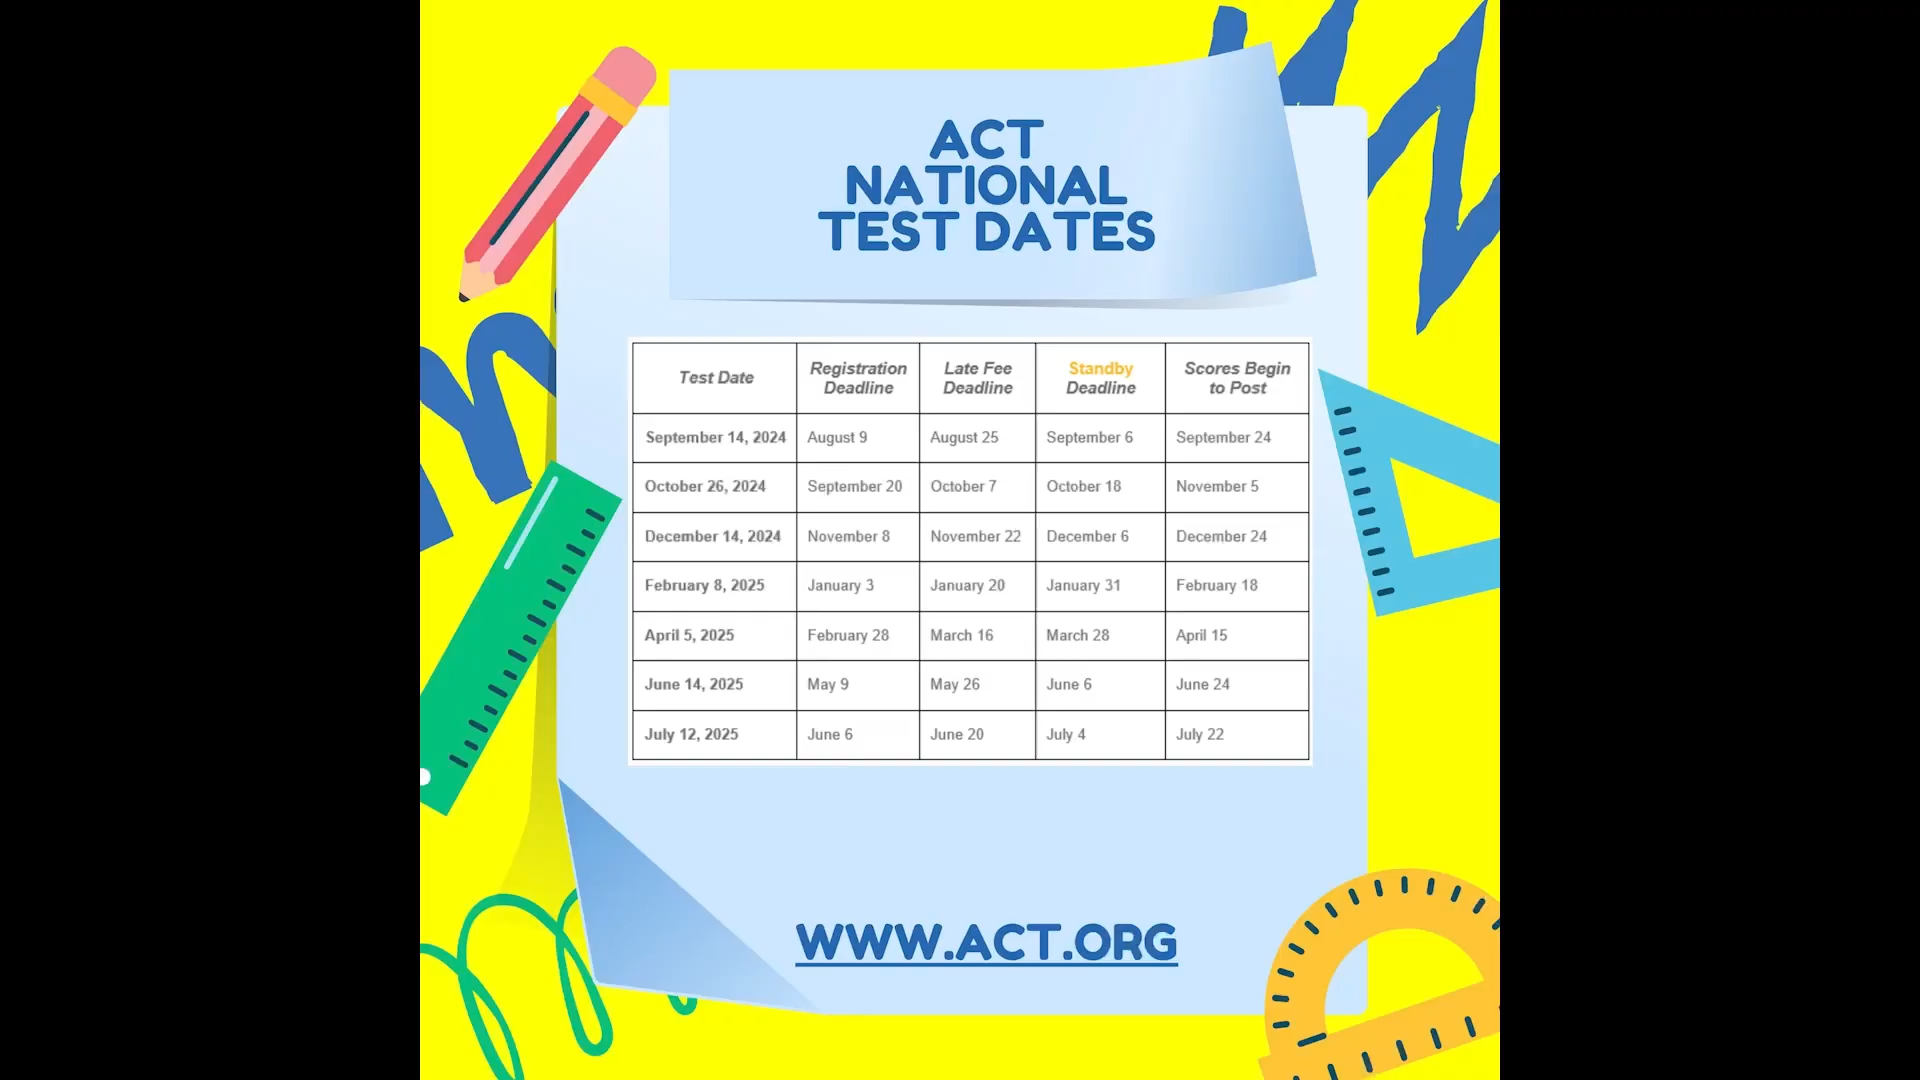 ACT
NATIONAL
TEST DATES
Test Date Registration Deadline Late Fee Deadline Standby Deadline Scores Begin to Post
September 14, 2024 August 9 August 25 September 6 September 24
October 26, 2024 September 20 October 7 October 18 November 5
December 14, 2024 November 8 November 22 December 6 December 24
February 8, 2025 January 3 January 20 January 31 February 18
April 5, 2025 February 28 March 16 March 28 April 15
June 14, 2025 May 9 May 26 June 6 June 24
July 12, 2025 June 6 June 20 July 4 July 22
WWW.ACT.ORG